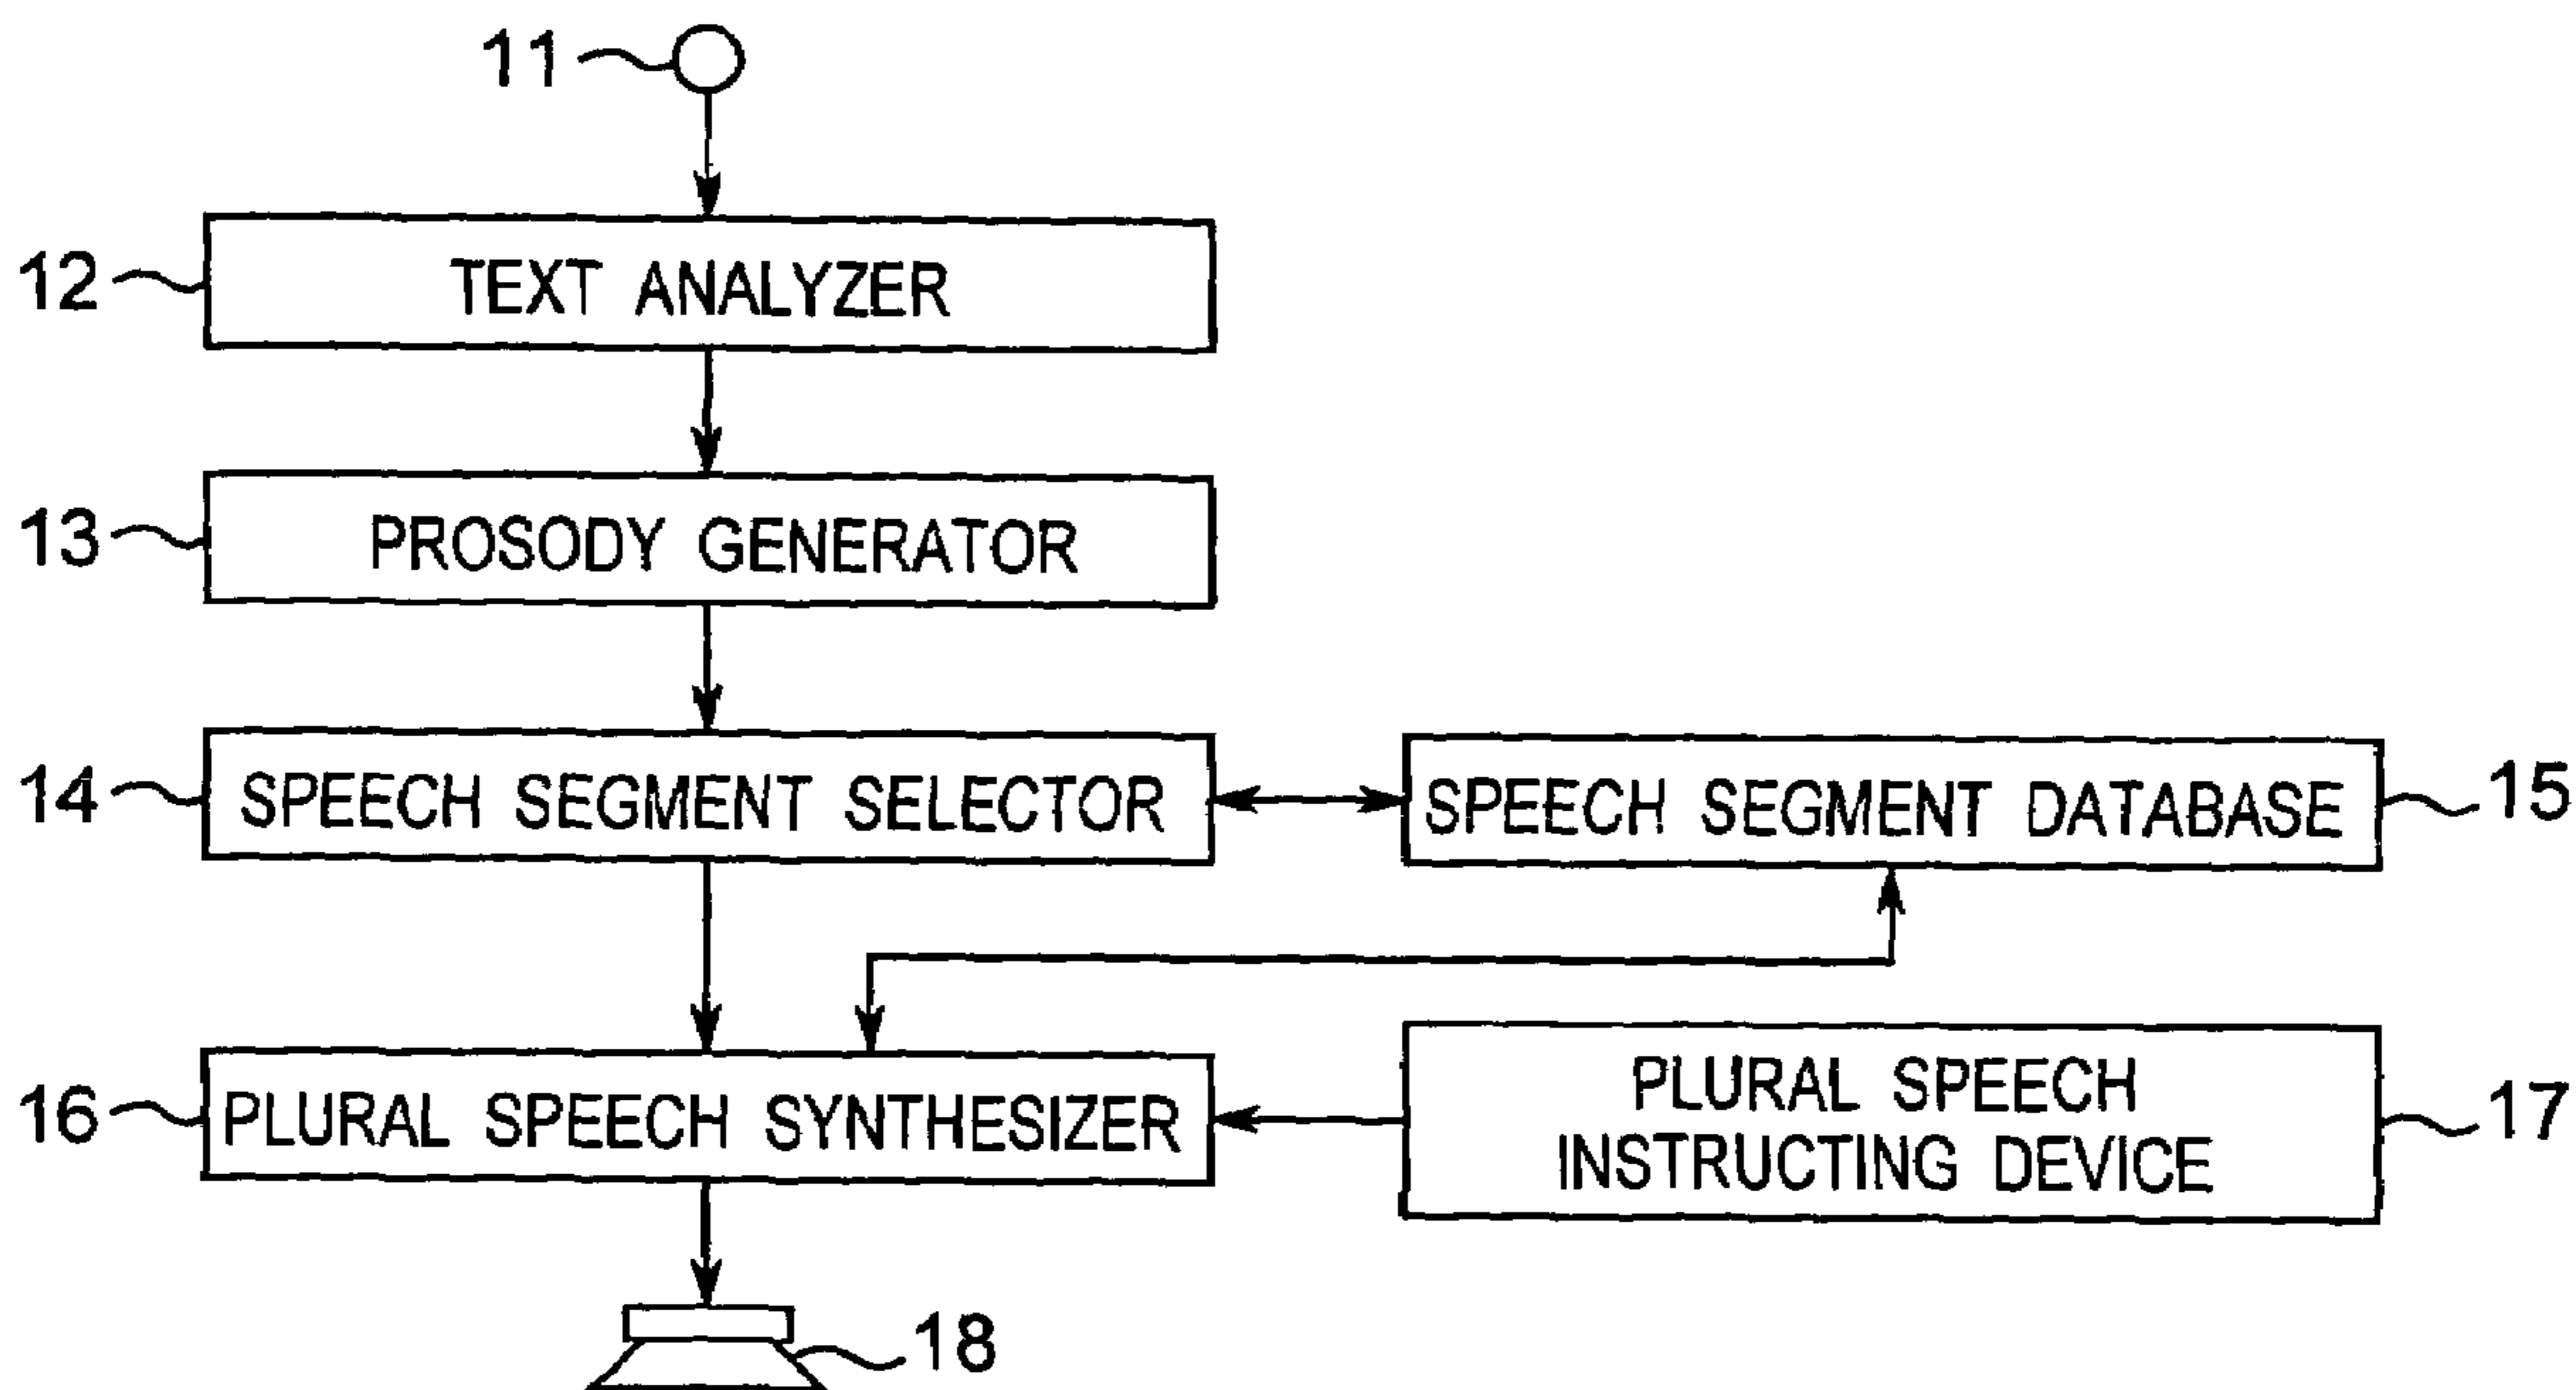 11
12 TEXT ANALYZER
13 PROSODY GENERATOR
14 SPEECH SEGMENT SELECTOR
SPEECH SEGMENT DATABASE 15
16 PLURAL SPEECH SYNTHESIZER
PLURAL SPEECH
INSTRUCTING DEVICE 17
18